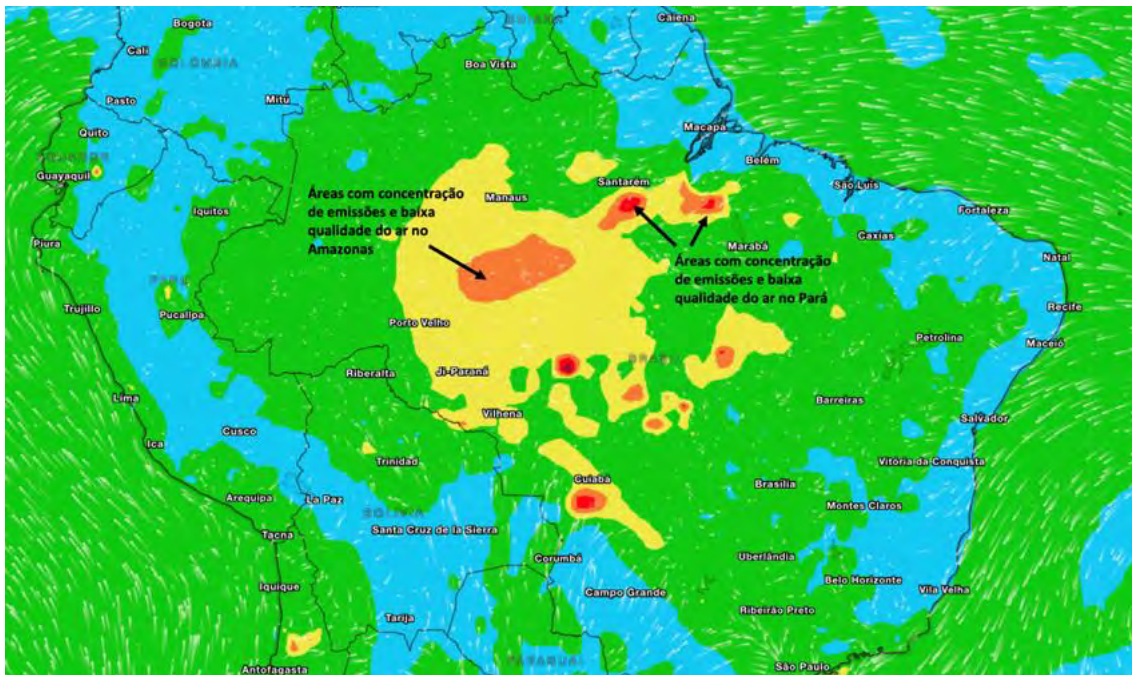 Bogota
GUIANA
Caiena
Cali
COLÔMBIA
Boa Vista
Pasto
Mitu
Macapá
Quito
Belém
Santarém
Guayaquil
São Luís
Manaus
Áreas com concentração
de emissões e baixa
qualidade do ar no
Amazonas
Iquitos
Fortaleza
Caxias
Piura
Marabá
Natal
Áreas com concentração
de emissões e baixa
qualidade do ar no Pará
Trujillo
Pucallpa
Recife
Porto Velho
Petrolina
Maceió
Riberalta
Ji-Paraná
Lima
Barreiras
Vilhena
Salvador
Cusco
Ica
Trinidad
Vitória da Conquista
Cuiabá
Brasília
Arequipa
La Paz
Montes Claros
Santa Cruz de la Sierra
Tacna
Corumbá
Uberlândia
Iquique
Belo Horizonte
Campo Grande
Vila Velha
Ribeirão Preto
Tarija
PARAGUAI
São Paulo
Antofagasta